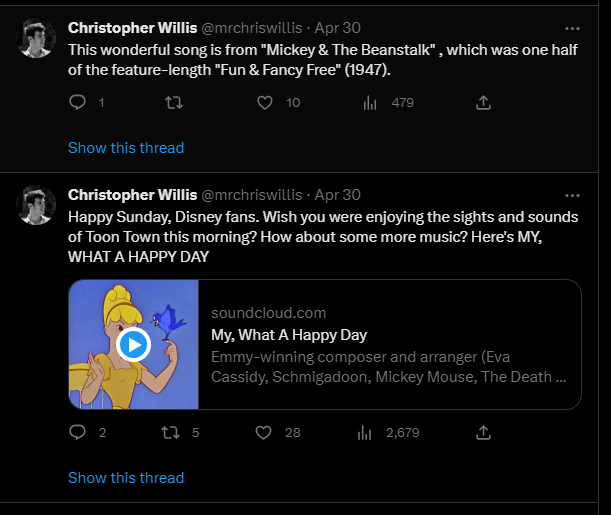 Christopher Willis @mrchriswillis · Apr 30
This wonderful song is from "Mickey & The Beanstalk" , which was one half
of the feature-length "Fun & Fancy Free" (1947).
1 10 479
Show this thread
Christopher Willis @mrchriswillis · Apr 30
Happy Sunday, Disney fans. Wish you were enjoying the sights and sounds
of Toon Town this morning? How about some more music? Here's MY,
WHAT A HAPPY DAY
soundcloud.com
My, What A Happy Day
Emmy-winning composer and arranger (Eva
Cassidy, Schmigadoon, Mickey Mouse, The Death ...
2 5 28 2,679
Show this thread